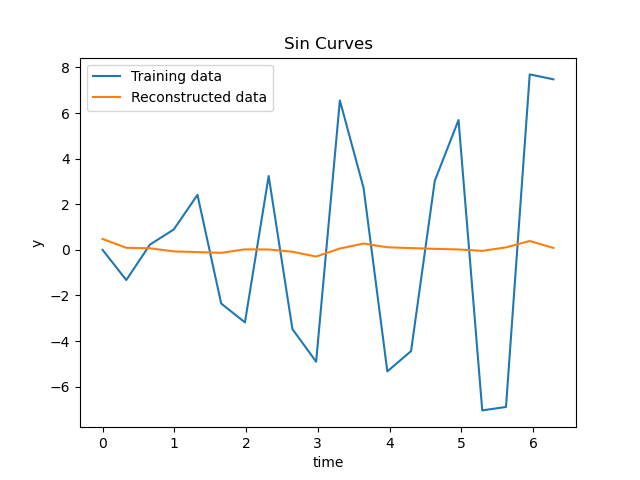 Sin Curves
Training data
Reconstructed data
8
6
4
2
0
−2
−4
−6
y
0 1 2 3 4 5 6
time